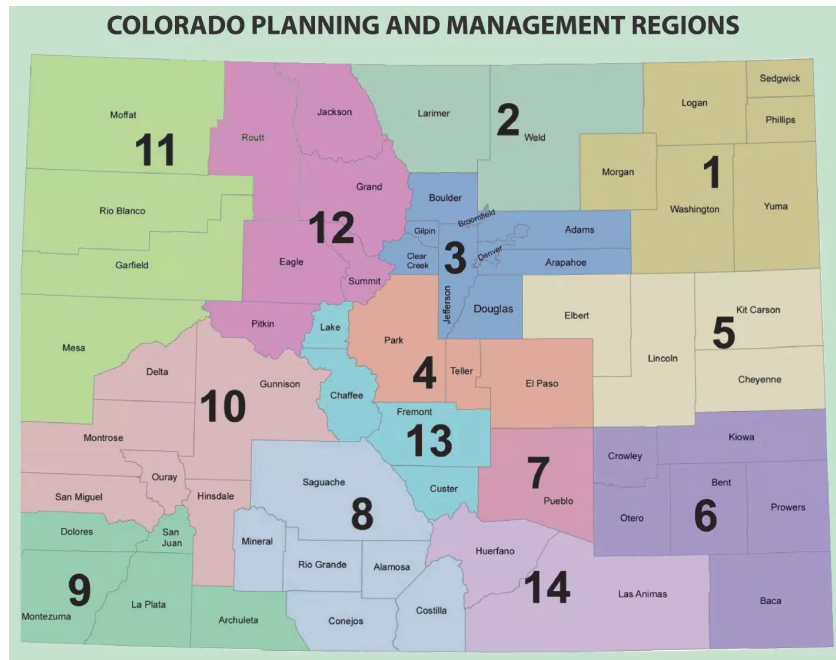 COLORADO PLANNING AND MANAGEMENT REGIONS
Moffat
11
Routt
Jackson
Larimer
2
Weld
Logan
Sedgwick
Phillips
Morgan
1
Washington
Yuma
Rio Blanco
Garfield
Grand
12
Eagle
Summit
Boulder
Broomfield
Gilpin
3
Adams
Clear
Creek
Denver
Arapahoe
Jefferson
Douglas
Mesa
Pitkin
Lake
Park
4
Teller
El Paso
Elbert
Lincoln
5
Kit Carson
Cheyenne
Delta
10
Gunnison
Chaffee
Fremont
13
Custer
Montrose
Ouray
San Miguel
Hinsdale
Saguache
8
7
Pueblo
Crowley
Kiowa
Otero
Bent
6
Prowers
Dolores
San
Juan
Mineral
Rio Grande
Alamosa
Huerfano
9
Montezuma
La Plata
Archuleta
Conejos
Costilla
14
Las Animas
Baca